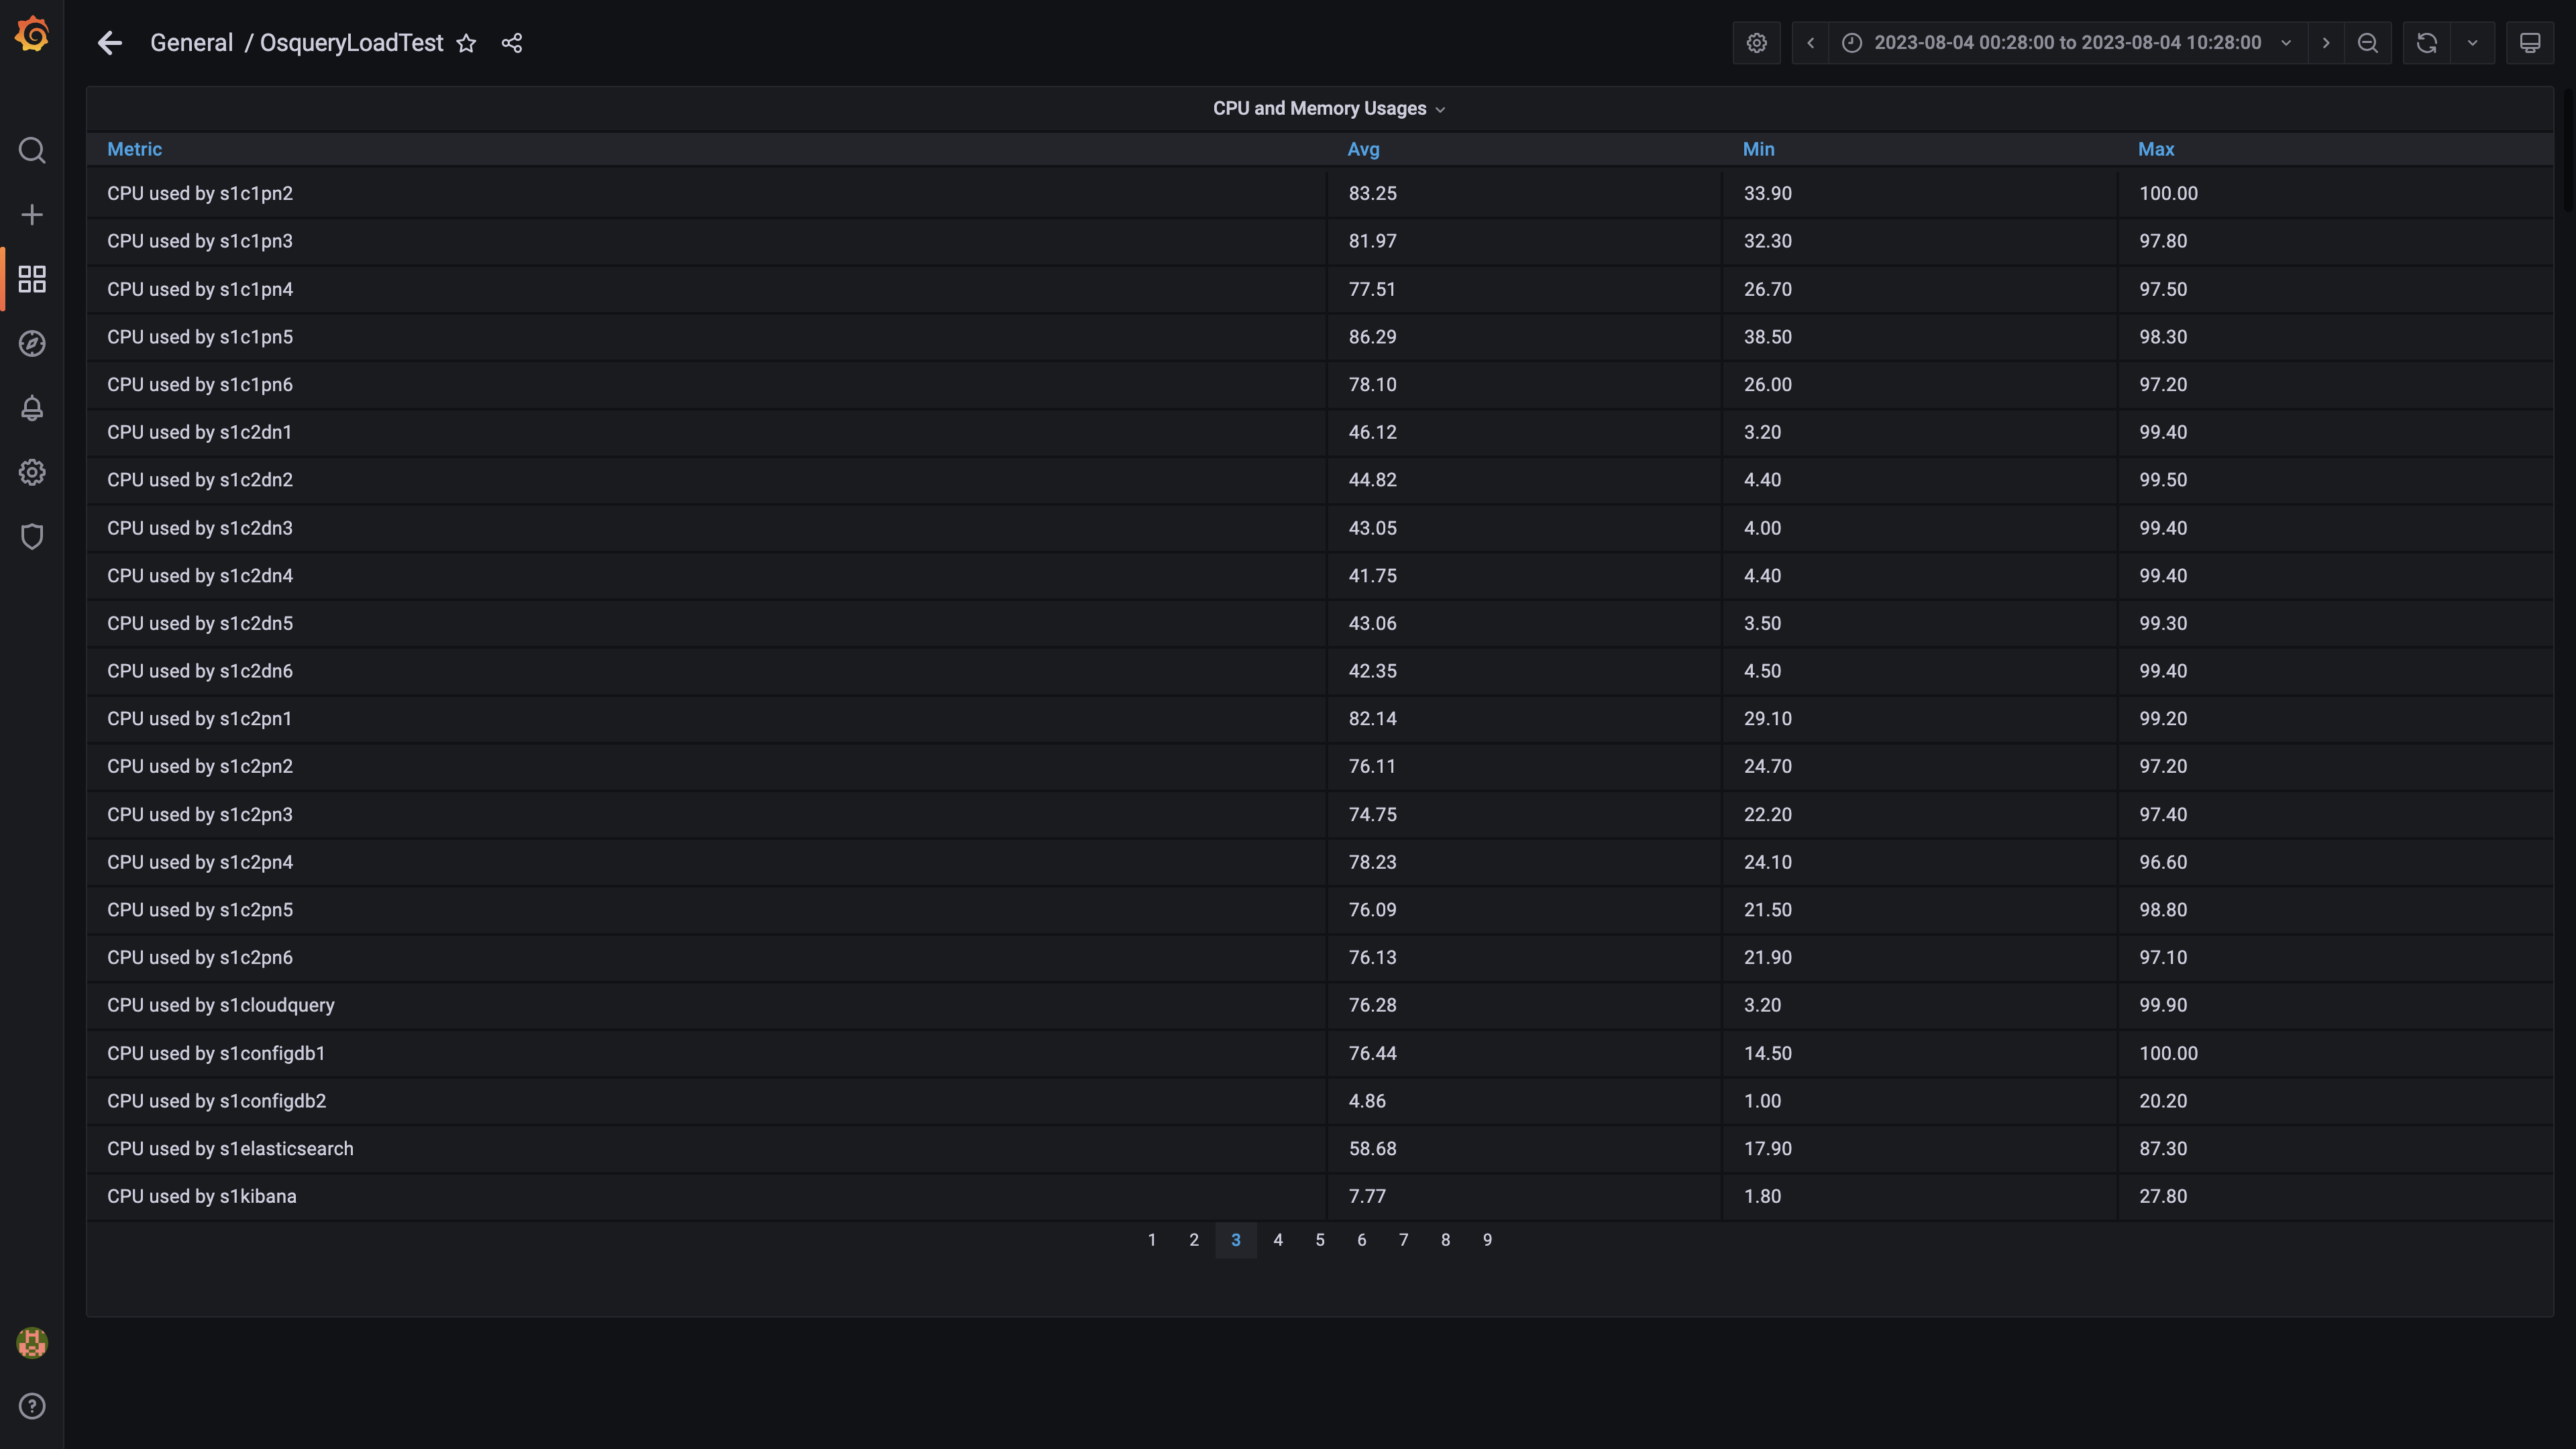 General / OsqueryLoadTest
2023-08-04 00:28:00 to 2023-08-04 10:28:00
CPU and Memory Usages
Metric Avg Min Max
CPU used by s1c1pn2 83.25 33.90 100.00
CPU used by s1c1pn3 81.97 32.30 97.80
CPU used by s1c1pn4 77.51 26.70 97.50
CPU used by s1c1pn5 86.29 38.50 98.30
CPU used by s1c1pn6 78.10 26.00 97.20
CPU used by s1c2dn1 46.12 3.20 99.40
CPU used by s1c2dn2 44.82 4.40 99.50
CPU used by s1c2dn3 43.05 4.00 99.40
CPU used by s1c2dn4 41.75 4.40 99.40
CPU used by s1c2dn5 43.06 3.50 99.30
CPU used by s1c2dn6 42.35 4.50 99.40
CPU used by s1c2pn1 82.14 29.10 99.20
CPU used by s1c2pn2 76.11 24.70 97.20
CPU used by s1c2pn3 74.75 22.20 97.40
CPU used by s1c2pn4 78.23 24.10 96.60
CPU used by s1c2pn5 76.09 21.50 98.80
CPU used by s1c2pn6 76.13 21.90 97.10
CPU used by s1cloudquery 76.28 3.20 99.90
CPU used by s1configdb1 76.44 14.50 100.00
CPU used by s1configdb2 4.86 1.00 20.20
CPU used by s1elasticsearch 58.68 17.90 87.30
CPU used by s1kibana 7.77 1.80 27.80
1 2 3 4 5 6 7 8 9